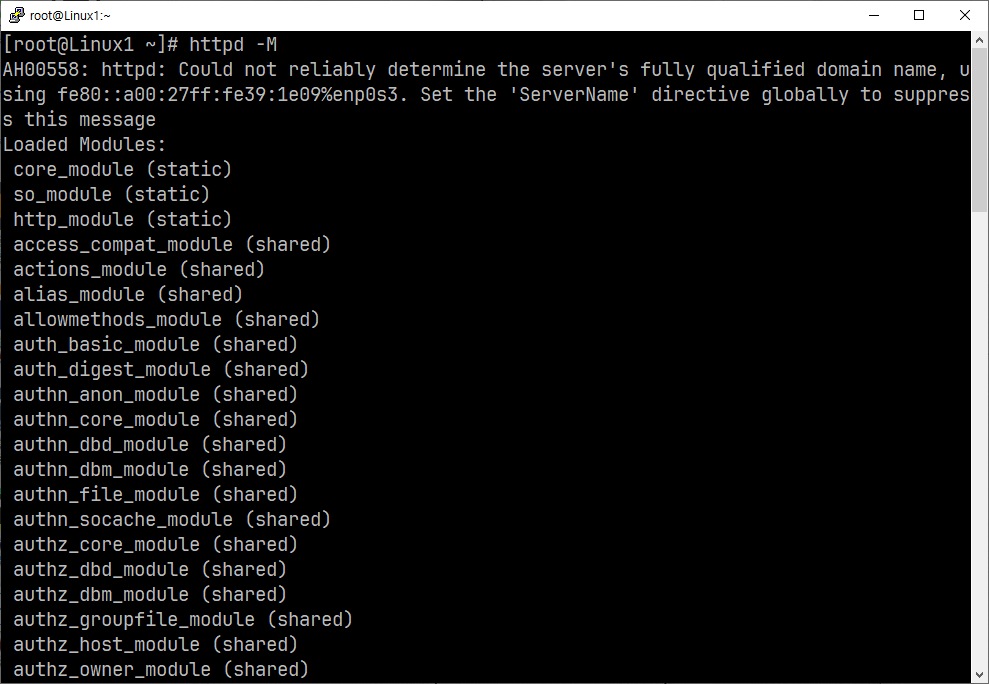 root@Linux1:~
[root@Linux1 ~]# httpd -M
AH00558: httpd: Could not reliably determine the server's fully qualified domain name, u
sing fe80::a00:27ff:fe39:1e09%enp0s3. Set the 'ServerName' directive globally to suppres
s this message
Loaded Modules:
 core_module (static)
 so_module (static)
 http_module (static)
 access_compat_module (shared)
 actions_module (shared)
 alias_module (shared)
 allowmethods_module (shared)
 auth_basic_module (shared)
 auth_digest_module (shared)
 authn_anon_module (shared)
 authn_core_module (shared)
 authn_dbd_module (shared)
 authn_dbm_module (shared)
 authn_file_module (shared)
 authn_socache_module (shared)
 authz_core_module (shared)
 authz_dbd_module (shared)
 authz_dbm_module (shared)
 authz_groupfile_module (shared)
 authz_host_module (shared)
 authz_owner_module (shared)